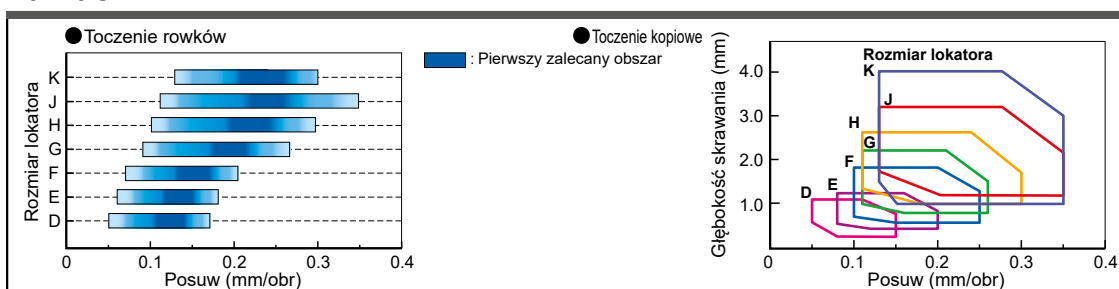 ● Toczenie rowków
: Pierwszy zalecany obszar
Rozmiar lokatora
K
J
H
G
F
E
D
0
0.1
0.2
0.3
0.4
Posuw (mm/obr)
● Toczenie kopiowe
Głębokość skrawania (mm)
4.0
3.0
2.0
1.0
Rozmiar lokatora
K
J
H
G
F
E
D
0
0.1
0.2
0.3
0.4
Posuw (mm/obr)